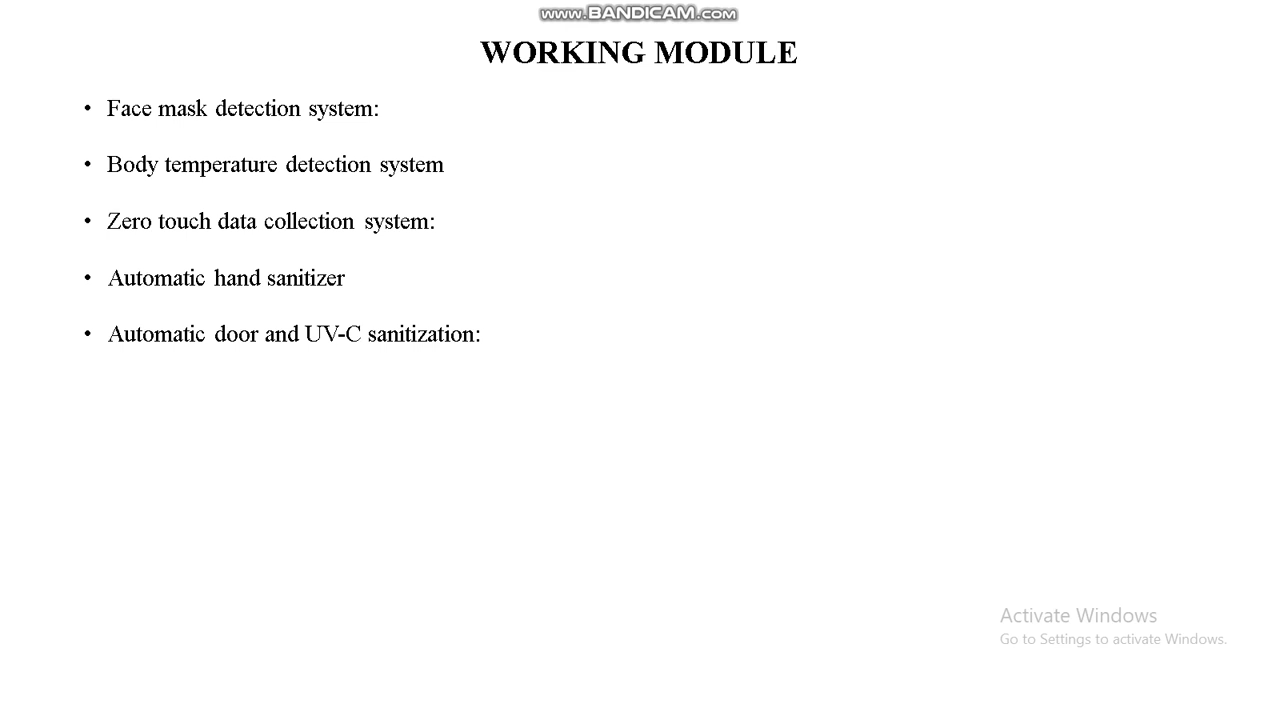 www.BANDICAM.com
WORKING MODULE
• Face mask detection system:
• Body temperature detection system
• Zero touch data collection system:
• Automatic hand sanitizer
• Automatic door and UV-C sanitization:
Activate Windows
Go to Settings to activate Windows.